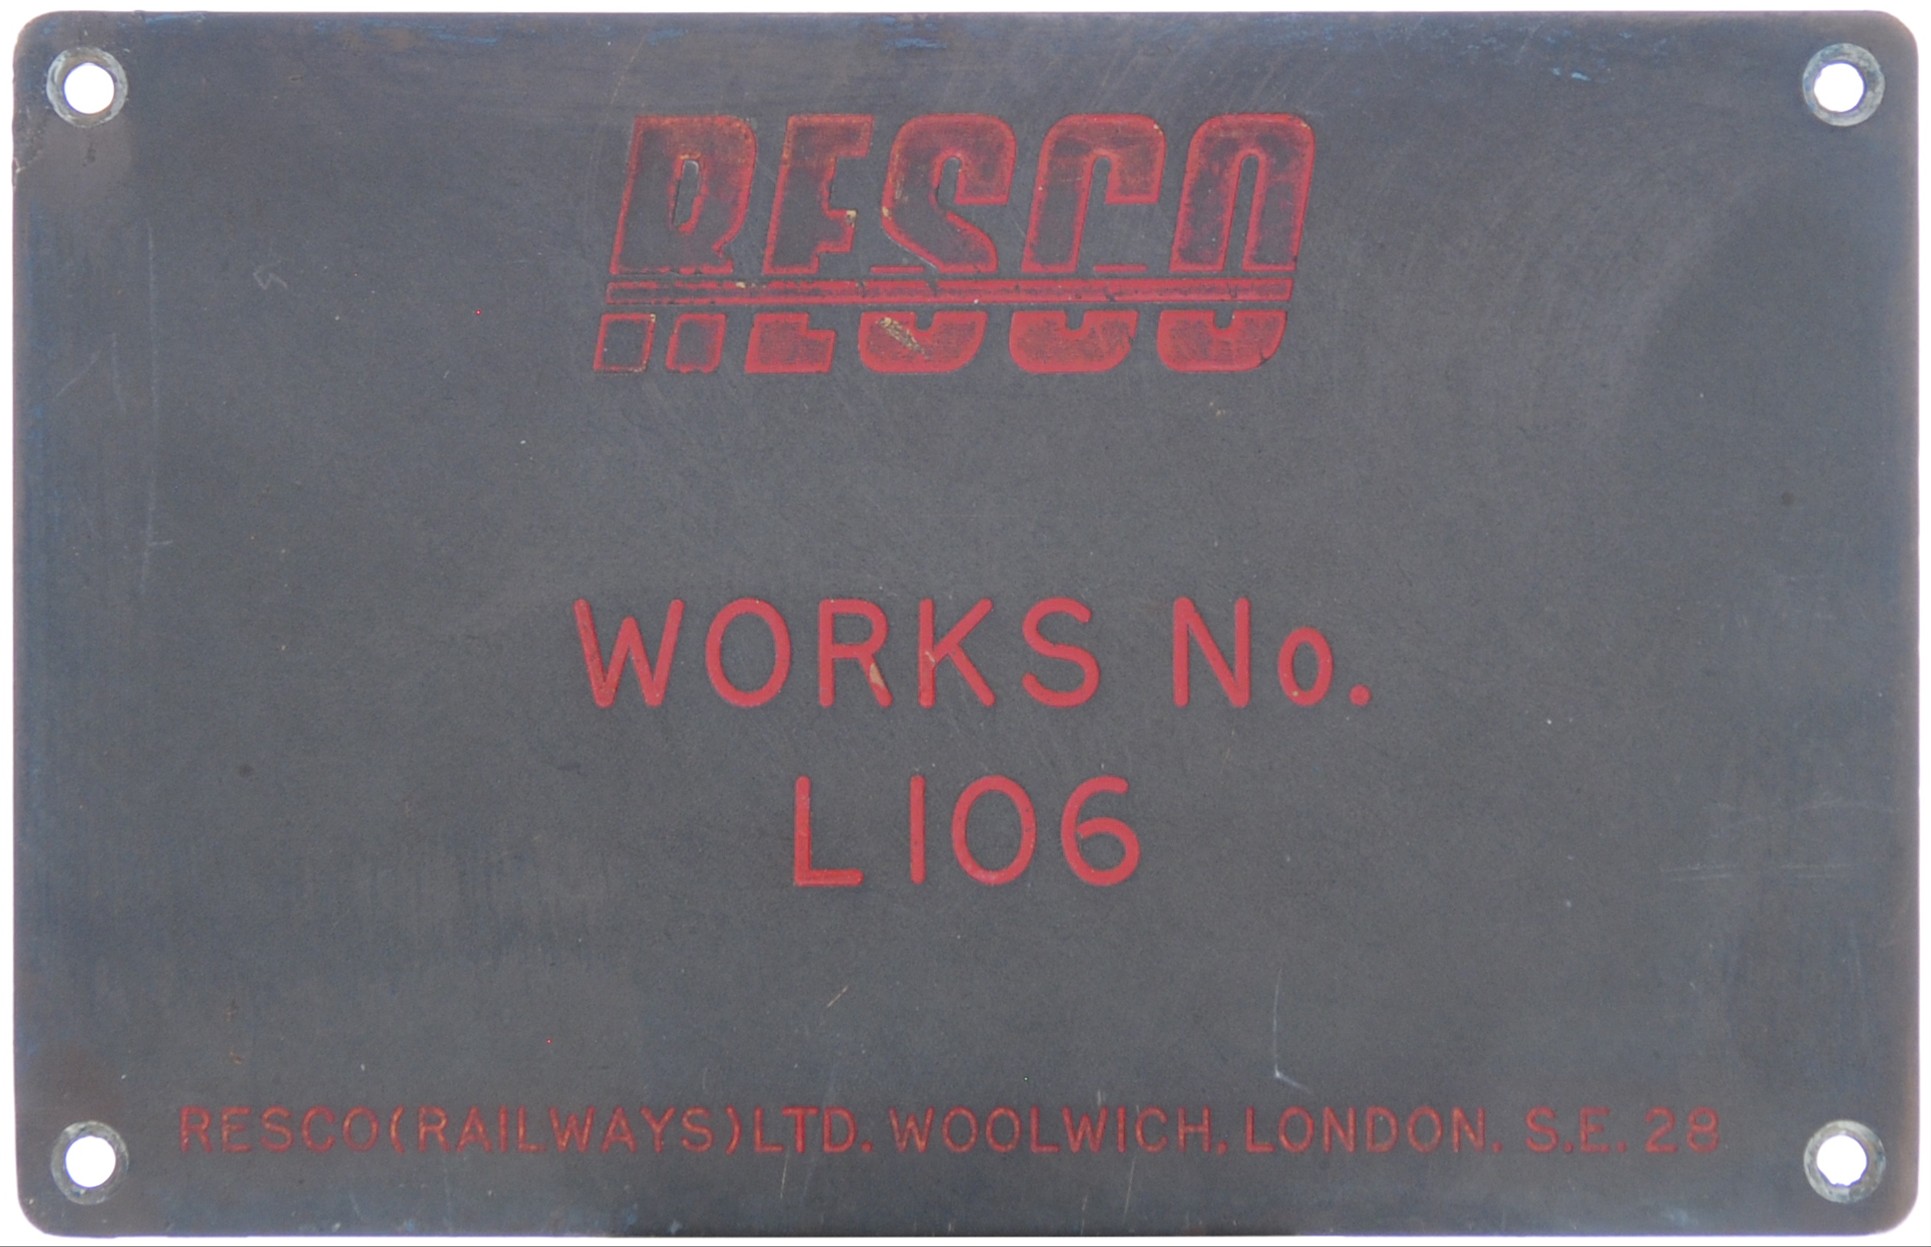 RESCO
WORKS No.
L106
RESCO(RAILWAYS)LTD. WOOLWICH, LONDON. S.E. 28